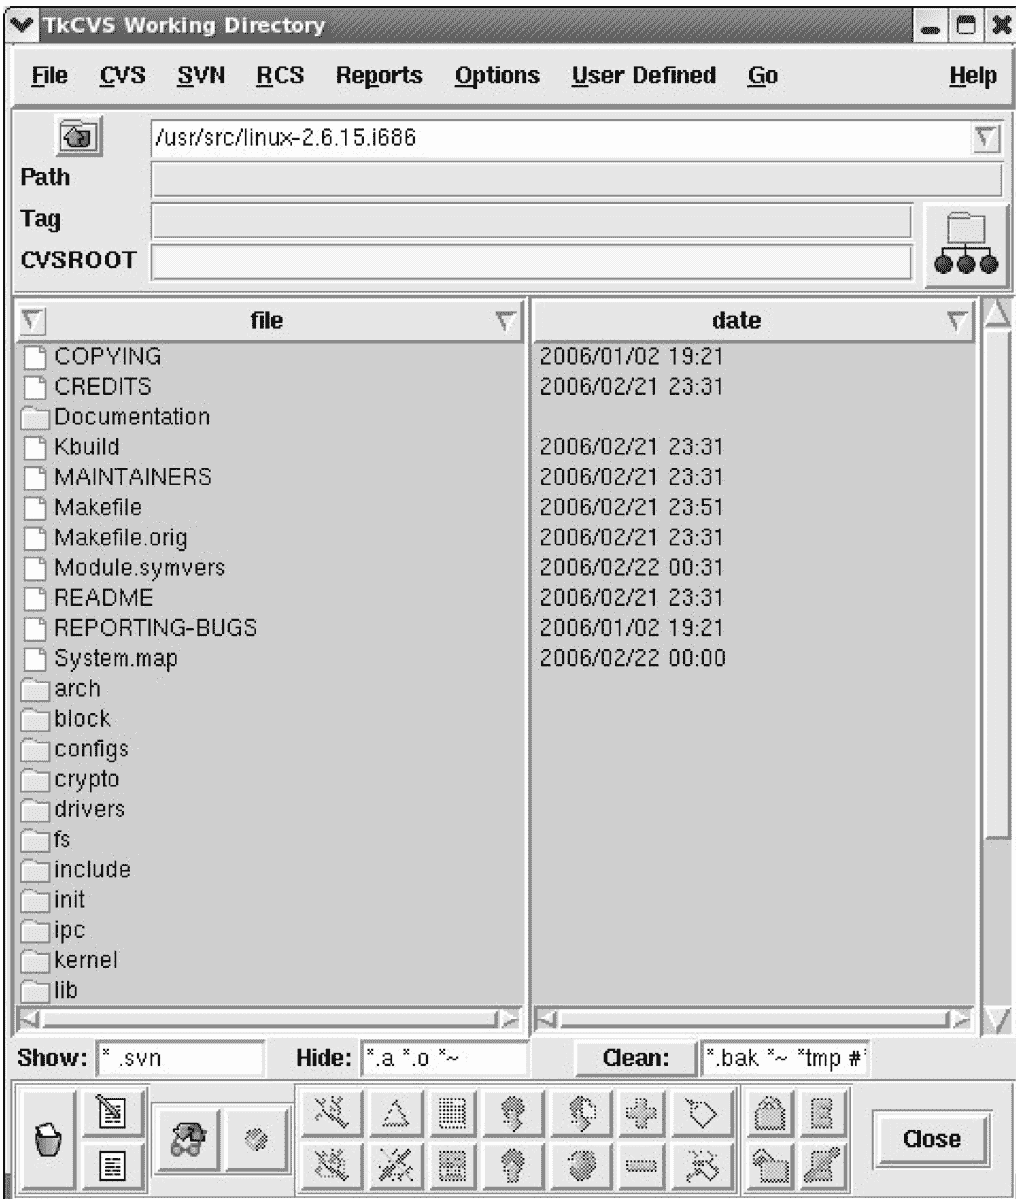 TkCVS Working Directory
File CVS SVN RCS Reports Options User Defined Go Help
/usr/src/linux-2.6.15.i686
Path
Tag
CVSROOT
file date
COPYING 2006/01/02 19:21
CREDITS 2006/02/21 23:31
Documentation
Kbuild 2006/02/21 23:31
MAINTAINERS 2006/02/21 23:31
Makefile 2006/02/21 23:51
Makefile.orig 2006/02/21 23:31
Module.symvers 2006/02/22 00:31
README 2006/02/21 23:31
REPORTING-BUGS 2006/01/02 19:21
System.map 2006/02/22 00:00
arch
block
configs
crypto
drivers
fs
include
init
ipc
kernel
lib
Show: * .svn Hide: *.a *.o *~ Clean: *.bak *~ *tmp #*
Close